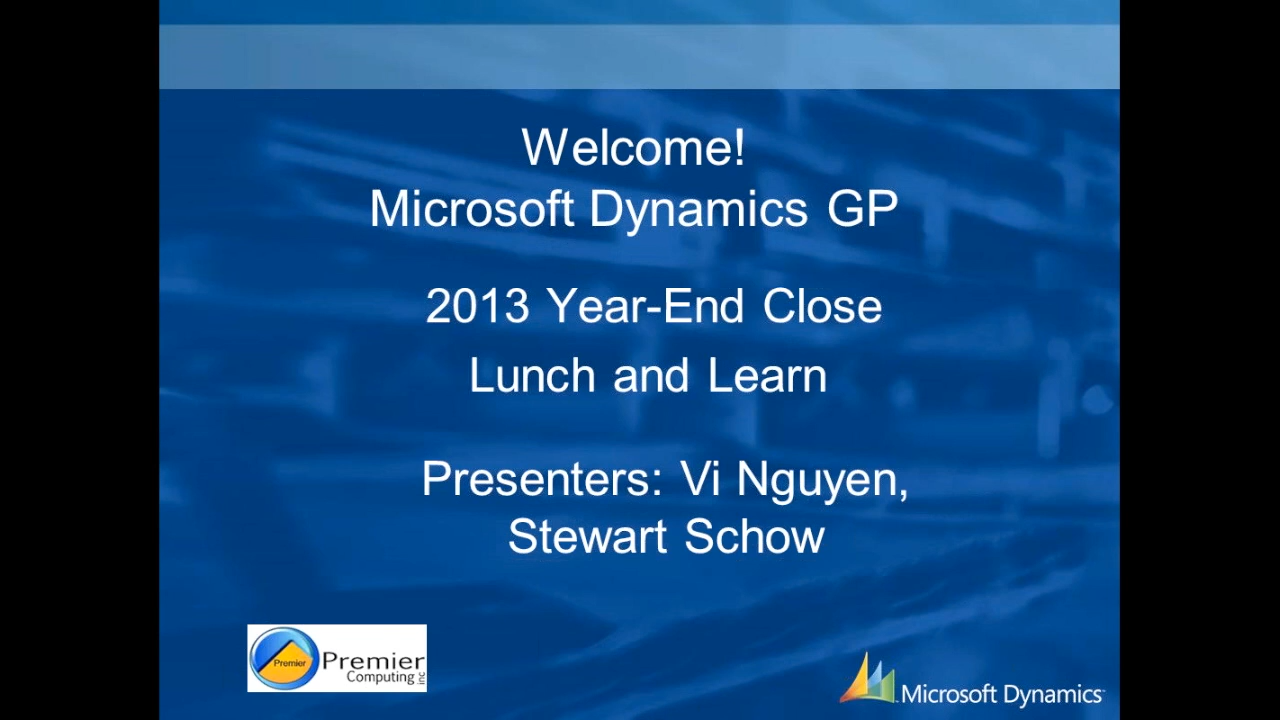 Welcome!
Microsoft Dynamics GP
2013 Year-End Close
Lunch and Learn
Presenters: Vi Nguyen,
Stewart Schow
Premier
Premier
Computing inc
Microsoft Dynamics